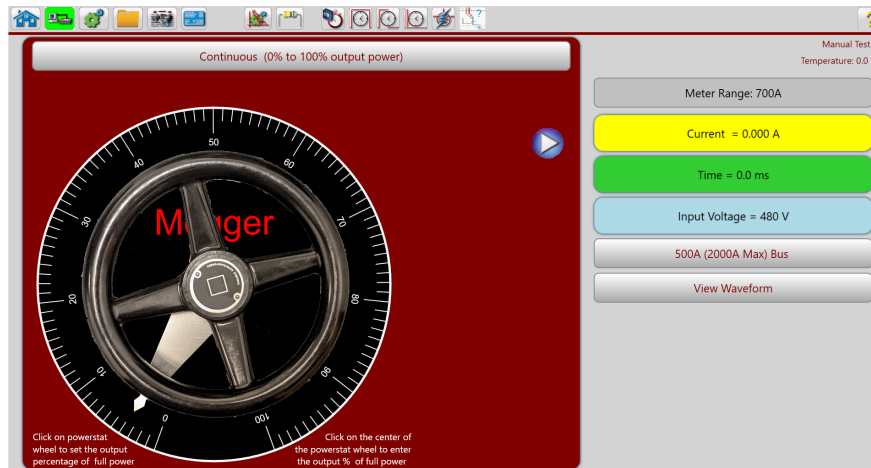 Continuous (0% to 100% output power)
Manual Test
Temperature: 0.0
Meter Range: 700A
Current = 0.000 A
Time = 0.0 ms
Input Voltage = 480 V
500A (2000A Max) Bus
View Waveform
0
10
20
30
40
50
60
70
80
90
100
Click on powerstat
wheel to set the output
percentage of full power
Click on the center of
the powerstat wheel to enter
the output % of full power